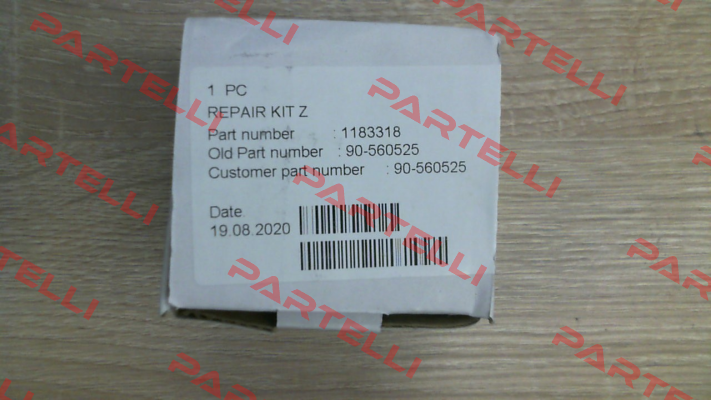 1 PC
REPAIR KIT Z
Part number : 1183318
Old Part number : 90-560525
Customer part number : 90-560525
Date
19.08.2020
PARTELLI
PARTELLI
PARTELLI
PARTELLI
PARTELLI
PARTELLI
PARTELLI
PARTELLI